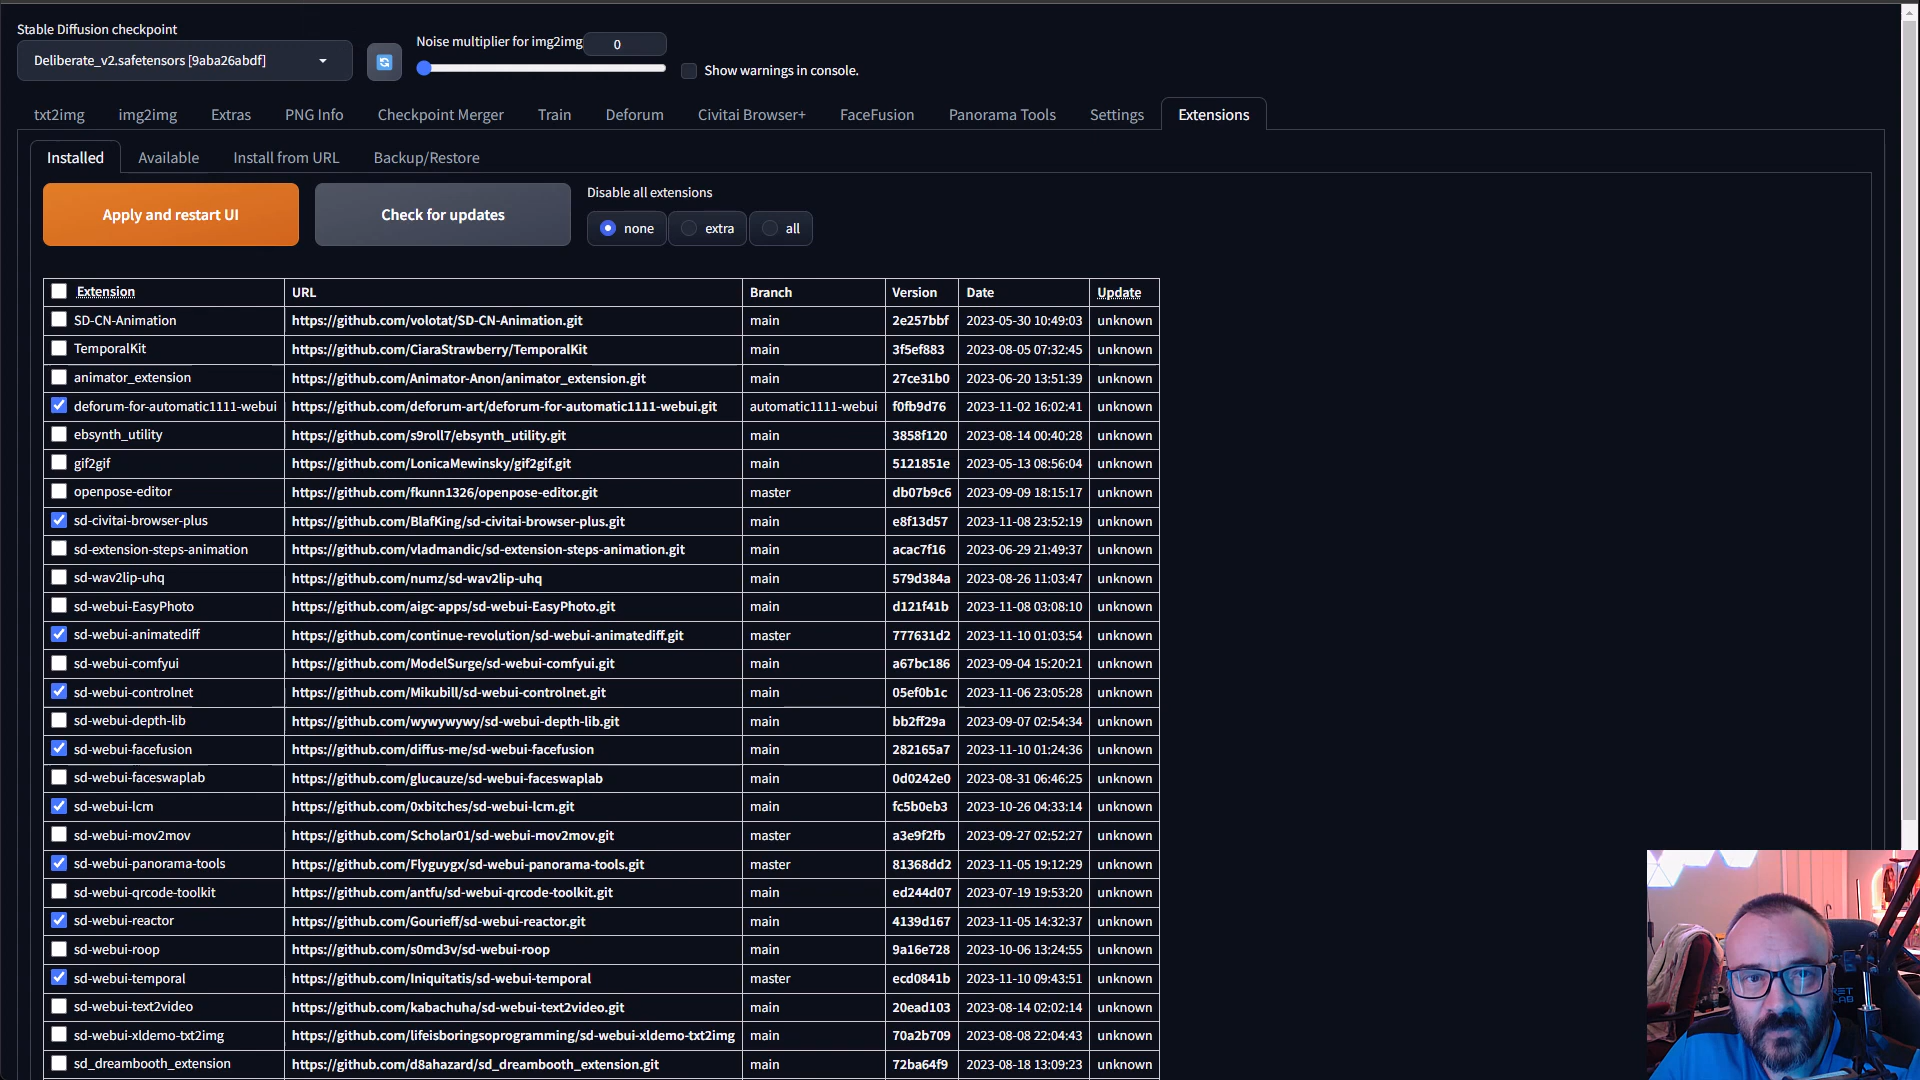 Stable Diffusion checkpoint
Deliberate_v2.safetensors [9aba26abdf]
Noise multiplier for img2img 0
Show warnings in console.
txt2img img2img Extras PNG Info Checkpoint Merger Train Deforum Civitai Browser+ FaceFusion Panorama Tools Settings Extensions
Installed Available Install from URL Backup/Restore
Apply and restart UI Check for updates
Disable all extensions
none extra all
Extension URL Branch Version Date Update
SD-CN-Animation https://github.com/volotat/SD-CN-Animation.git main 2e257bbf 2023-05-30 10:49:03 unknown
TemporalKit https://github.com/CiaraStrawberry/TemporalKit main 3f5ef883 2023-08-05 07:32:45 unknown
animator_extension https://github.com/Animator-Anon/animator_extension.git main 27ce31b0 2023-06-20 13:51:39 unknown
deforum-for-automatic1111-webui https://github.com/deforum-art/deforum-for-automatic1111-webui.git automatic1111-webui f0fb9d76 2023-11-02 16:02:41 unknown
ebsynth_utility https://github.com/s9roll7/ebsynth_utility.git main 3858f120 2023-08-14 00:40:28 unknown
gif2gif https://github.com/LonicaMewinsky/gif2gif.git main 5121851e 2023-05-13 08:56:04 unknown
openpose-editor https://github.com/fkunn1326/openpose-editor.git master db07b9c6 2023-09-09 18:15:17 unknown
sd-civitai-browser-plus https://github.com/BlafKing/sd-civitai-browser-plus.git main e8f13d57 2023-11-08 23:52:19 unknown
sd-extension-steps-animation https://github.com/vladmandic/sd-extension-steps-animation.git main acac7f16 2023-06-29 21:49:37 unknown
sd-wav2lip-uhq https://github.com/numz/sd-wav2lip-uhq main 579d384a 2023-08-26 11:03:47 unknown
sd-webui-EasyPhoto https://github.com/aigc-apps/sd-webui-EasyPhoto.git main d121f41b 2023-11-08 03:08:10 unknown
sd-webui-animatediff https://github.com/continue-revolution/sd-webui-animatediff.git master 777631d2 2023-11-10 01:03:54 unknown
sd-webui-comfyui https://github.com/ModelSurge/sd-webui-comfyui.git main a67bc186 2023-09-04 15:20:21 unknown
sd-webui-controlnet https://github.com/Mikubill/sd-webui-controlnet.git main 05ef0b1c 2023-11-06 23:05:28 unknown
sd-webui-depth-lib https://github.com/wywywywy/sd-webui-depth-lib.git main bb2ff29a 2023-09-07 02:54:34 unknown
sd-webui-facefusion https://github.com/diffus-me/sd-webui-facefusion main 282165a7 2023-11-10 01:24:36 unknown
sd-webui-faceswaplab https://github.com/glucauze/sd-webui-faceswaplab main 0d0242e0 2023-08-31 06:46:25 unknown
sd-webui-lcm https://github.com/0xbitches/sd-webui-lcm.git main fc5b0eb3 2023-10-26 04:33:14 unknown
sd-webui-mov2mov https://github.com/Scholar01/sd-webui-mov2mov.git master a3e9f2fb 2023-09-27 02:52:27 unknown
sd-webui-panorama-tools https://github.com/Flyguygx/sd-webui-panorama-tools.git master 81368dd2 2023-11-05 19:12:29 unknown
sd-webui-qrcode-toolkit https://github.com/antfu/sd-webui-qrcode-toolkit.git main ed244d07 2023-07-19 19:53:20 unknown
sd-webui-reactor https://github.com/Gourieff/sd-webui-reactor.git main 4139d167 2023-11-05 14:32:37 unknown
sd-webui-roop https://github.com/s0md3v/sd-webui-roop main 9a16e728 2023-10-06 13:24:55 unknown
sd-webui-temporal https://github.com/Iniquitatis/sd-webui-temporal master ecd0841b 2023-11-10 09:43:51 unknown
sd-webui-text2video https://github.com/kabachuha/sd-webui-text2video.git main 20ead103 2023-08-14 02:02:14 unknown
sd-webui-xldemo-txt2img https://github.com/lifeisboringsoprogramming/sd-webui-xldemo-txt2img main 70a2b709 2023-08-08 22:04:43 unknown
sd_dreambooth_extension https://github.com/d8ahazard/sd_dreambooth_extension.git main 72ba64f9 2023-08-18 13:09:23 unknown